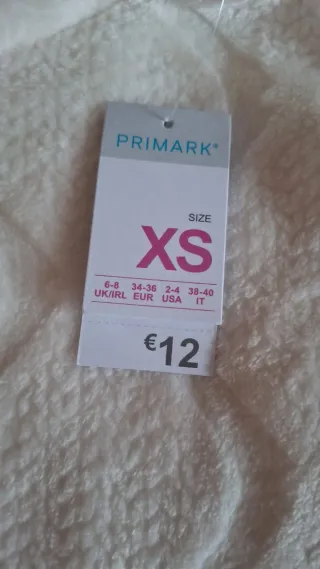 PRIMARK®
SIZE
XS
6-8 34-36 2-4 38-40
UK/IRL EUR USA IT
€12